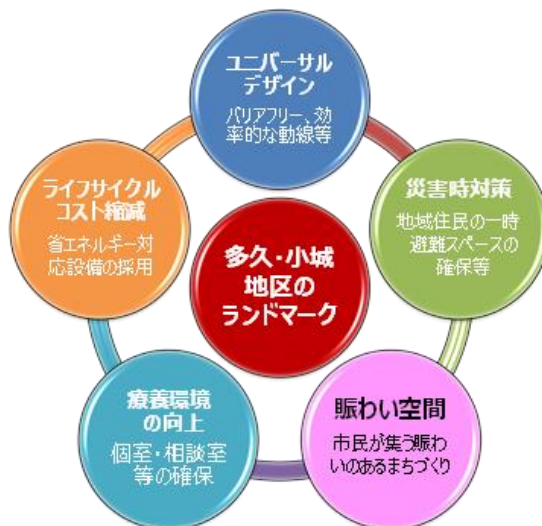 ユニバーサル
デザイン
バリアフリー、効
率的な動線等
ライフサイクル
コスト縮減
省エネルギー対
応設備の採用
災害時対策
地域住民の一時
避難スペースの
確保等
多久・小城
地区の
ランドマーク
療養環境
の向上
個室・相談室
等の確保
賑わい空間
市民が集う賑わ
いのあるまちづくり